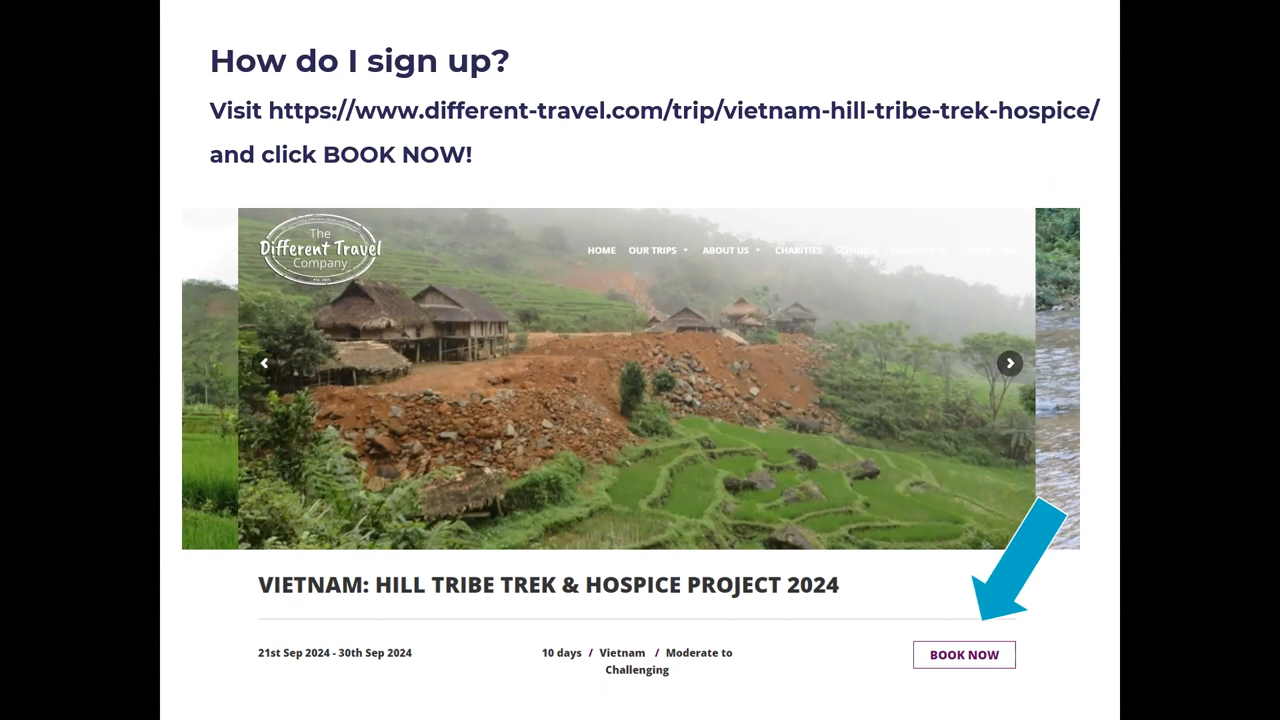 How do I sign up?
Visit https://www.different-travel.com/trip/vietnam-hill-tribe-trek-hospice/
and click BOOK NOW!
The
Different Travel
Company
HOME OUR TRIPS ABOUT US CHARITIES
VIETNAM: HILL TRIBE TREK & HOSPICE PROJECT 2024
21st Sep 2024 - 30th Sep 2024
10 days / Vietnam / Moderate to
Challenging
BOOK NOW